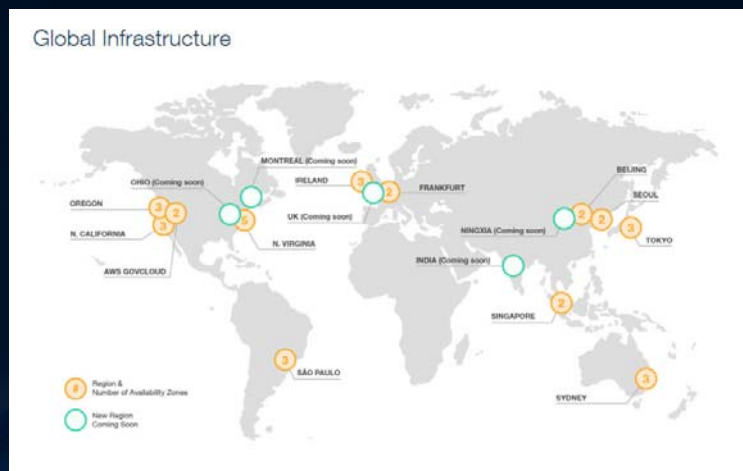 Global Infrastructure
MONTREAL (Coming soon)
OHIO (Coming soon)
IRELAND
FRANKFURT
BEIJING
SEOUL
OREGON
3
2
3
5
3
2
2
2
3
UK (Coming soon)
NINGXIA (Coming soon)
N. CALIFORNIA
N. VIRGINIA
TOKYO
AWS GOVCLOUD
INDIA (Coming soon)
2
SINGAPORE
3
SÃO PAULO
3
SYDNEY
# Region &
Number of Availability Zones
New Region
Coming Soon